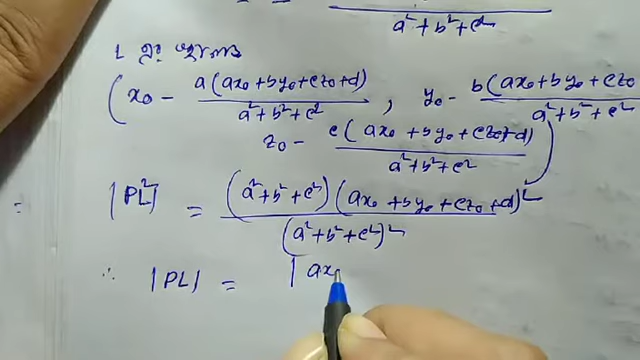 a²+b²+c²
L এর স্থানাঙ্ক
(x₀ - a(ax₀+by₀+cz₀+d)/a²+b²+c² , y₀ - b(ax₀+by₀+cz₀/a²+b²+c²
z₀ - c(ax₀+by₀+cz₀+d)/a²+b²+c²
= |PL²| = (a²+b²+c²)(ax₀+by₀+cz₀+d)²/(a²+b²+c²)²
∴ |PL| = |ax